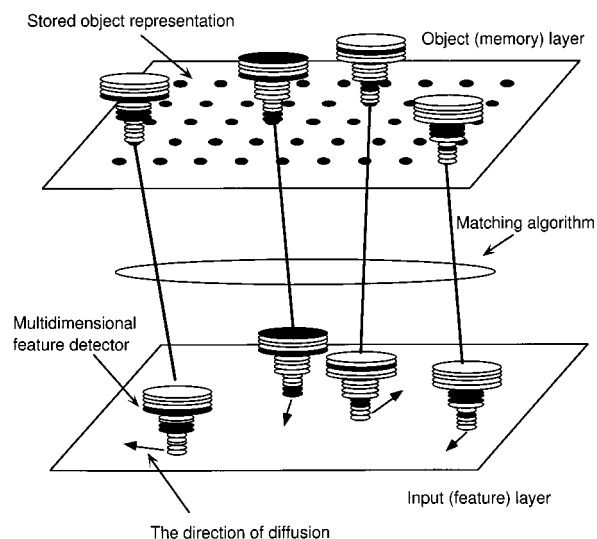 Stored object representation
Object (memory) layer
Matching algorithm
Multidimensional
feature detector
Input (feature) layer
The direction of diffusion